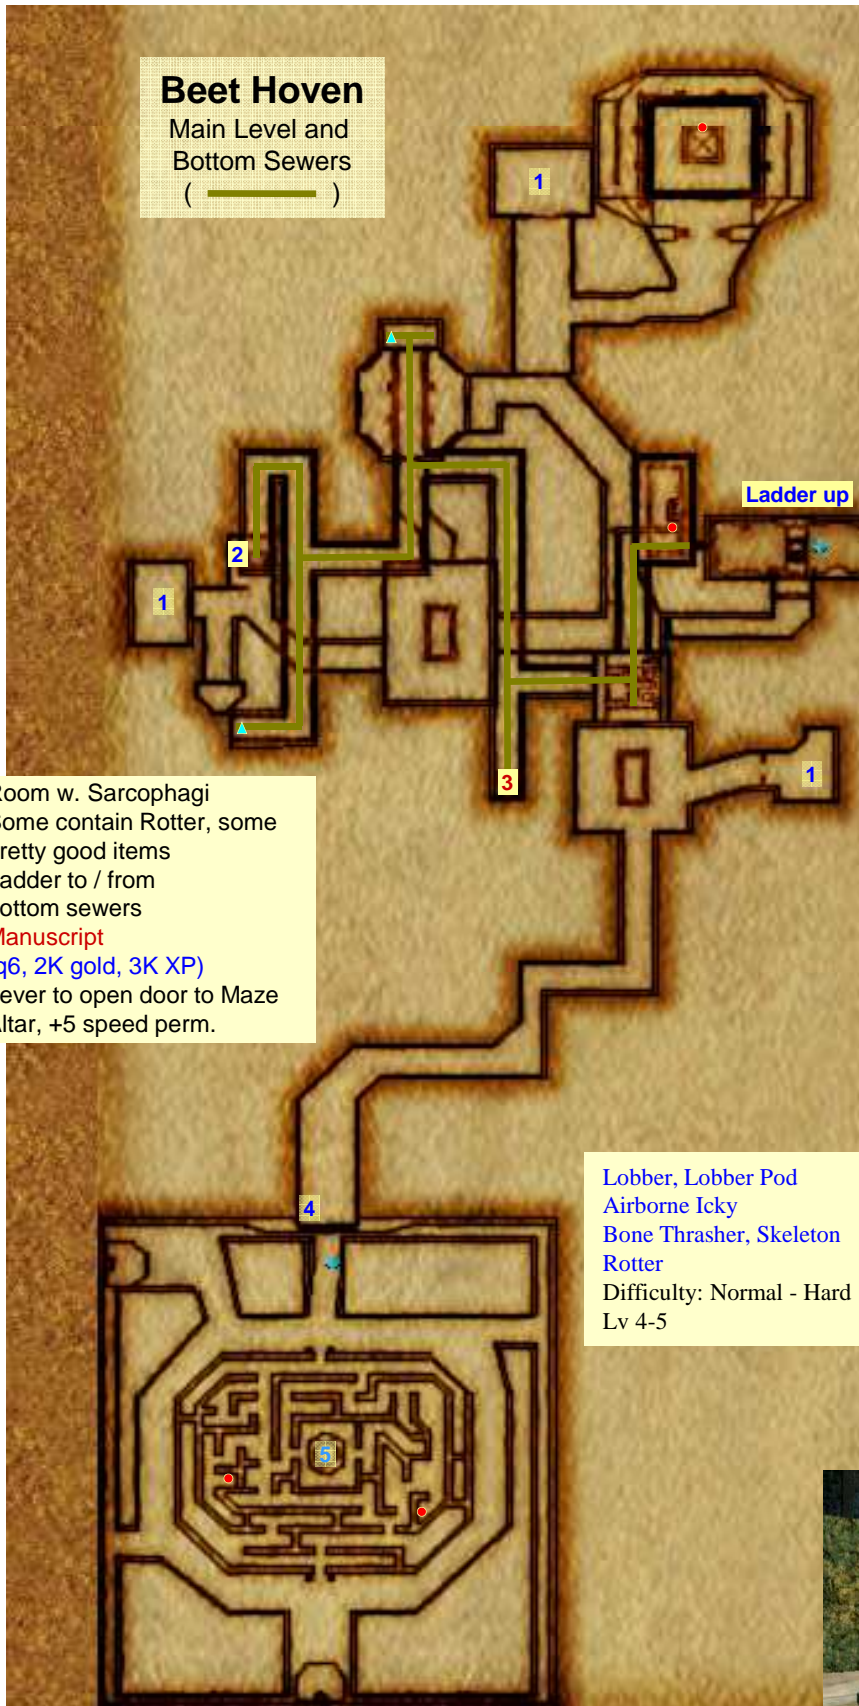 Beet Hoven
Main Level and
Bottom Sewers
( )
1
Ladder up
2
1
3
1
Room w. Sarcophagi
Some contain Rotter, some
pretty good items
adder to / from
ottom sewers
Manuscript
q6, 2K gold, 3K XP)
ever to open door to Maze
Altar, +5 speed perm.
4
Lobber, Lobber Pod
Airborne Icky
Bone Thrasher, Skeleton
Rotter
Difficulty: Normal - Hard
Lv 4-5
5